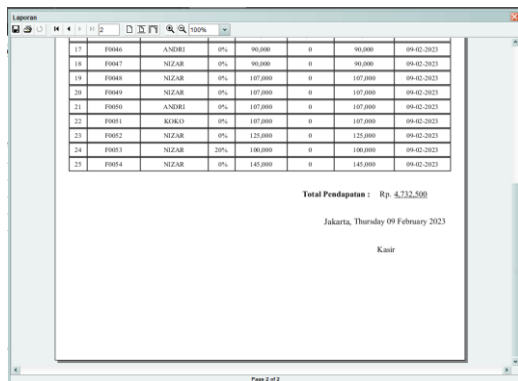 Laporan
2
100%
17 F0046 ANDRI 0% 90,000 0 90,000 09-02-2023
18 F0047 NIZAR 0% 90,000 0 90,000 09-02-2023
19 F0048 NIZAR 0% 107,000 0 107,000 09-02-2023
20 F0049 NIZAR 0% 107,000 0 107,000 09-02-2023
21 F0050 ANDRI 0% 107,000 0 107,000 09-02-2023
22 F0051 KOKO 0% 107,000 0 107,000 09-02-2023
23 F0052 NIZAR 0% 125,000 0 125,000 09-02-2023
24 F0053 NIZAR 20% 100,000 0 100,000 09-02-2023
25 F0054 NIZAR 0% 145,000 0 145,000 09-02-2023
Total Pendapatan : Rp. 4,732,500
Jakarta, Thursday 09 February 2023
Kasir
Page 2 of 2